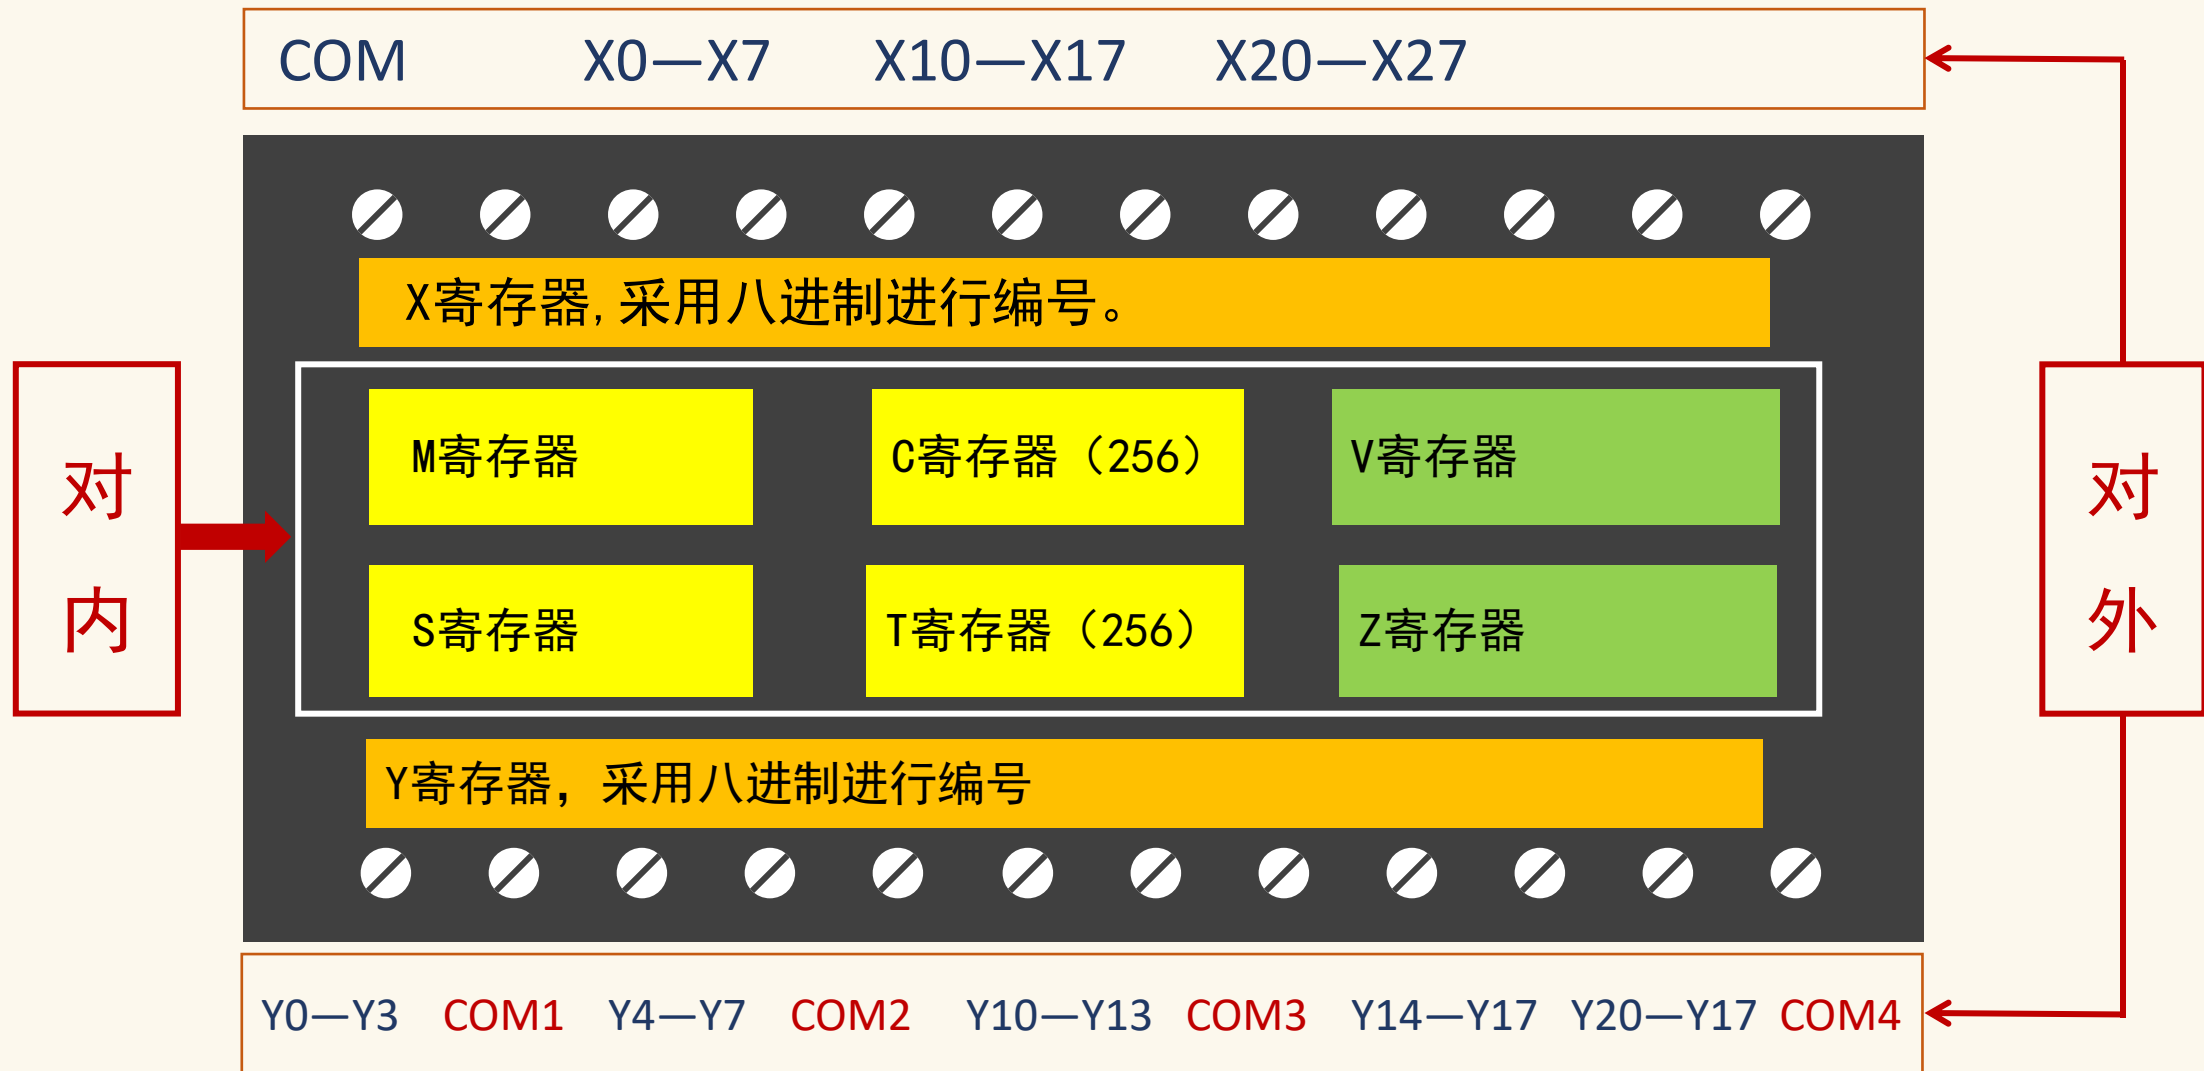 COM X0—X7 X10—X17 X20—X27
X寄存器,采用八进制进行编号。
对内
M寄存器 C寄存器（256） V寄存器
对外
S寄存器 T寄存器（256） Z寄存器
Y寄存器，采用八进制进行编号
Y0—Y3 COM1 Y4—Y7 COM2 Y10—Y13 COM3 Y14—Y17 Y20—Y17 COM4